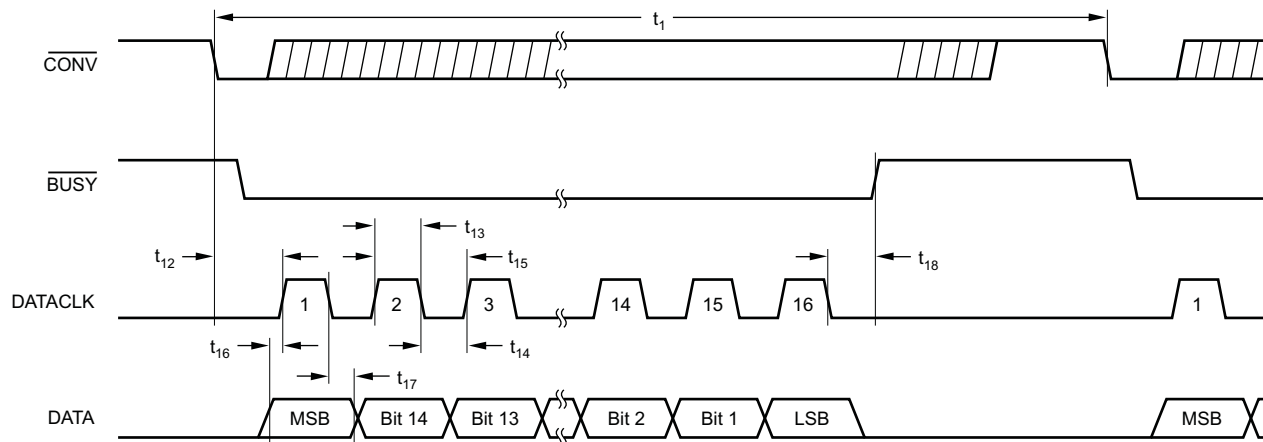 t1
CONV
BUSY
t13
t12
t15
t18
DATACLK
1 2 3 14 15 16 1
t16
t14
t17
DATA
MSB Bit 14 Bit 13 Bit 2 Bit 1 LSB MSB